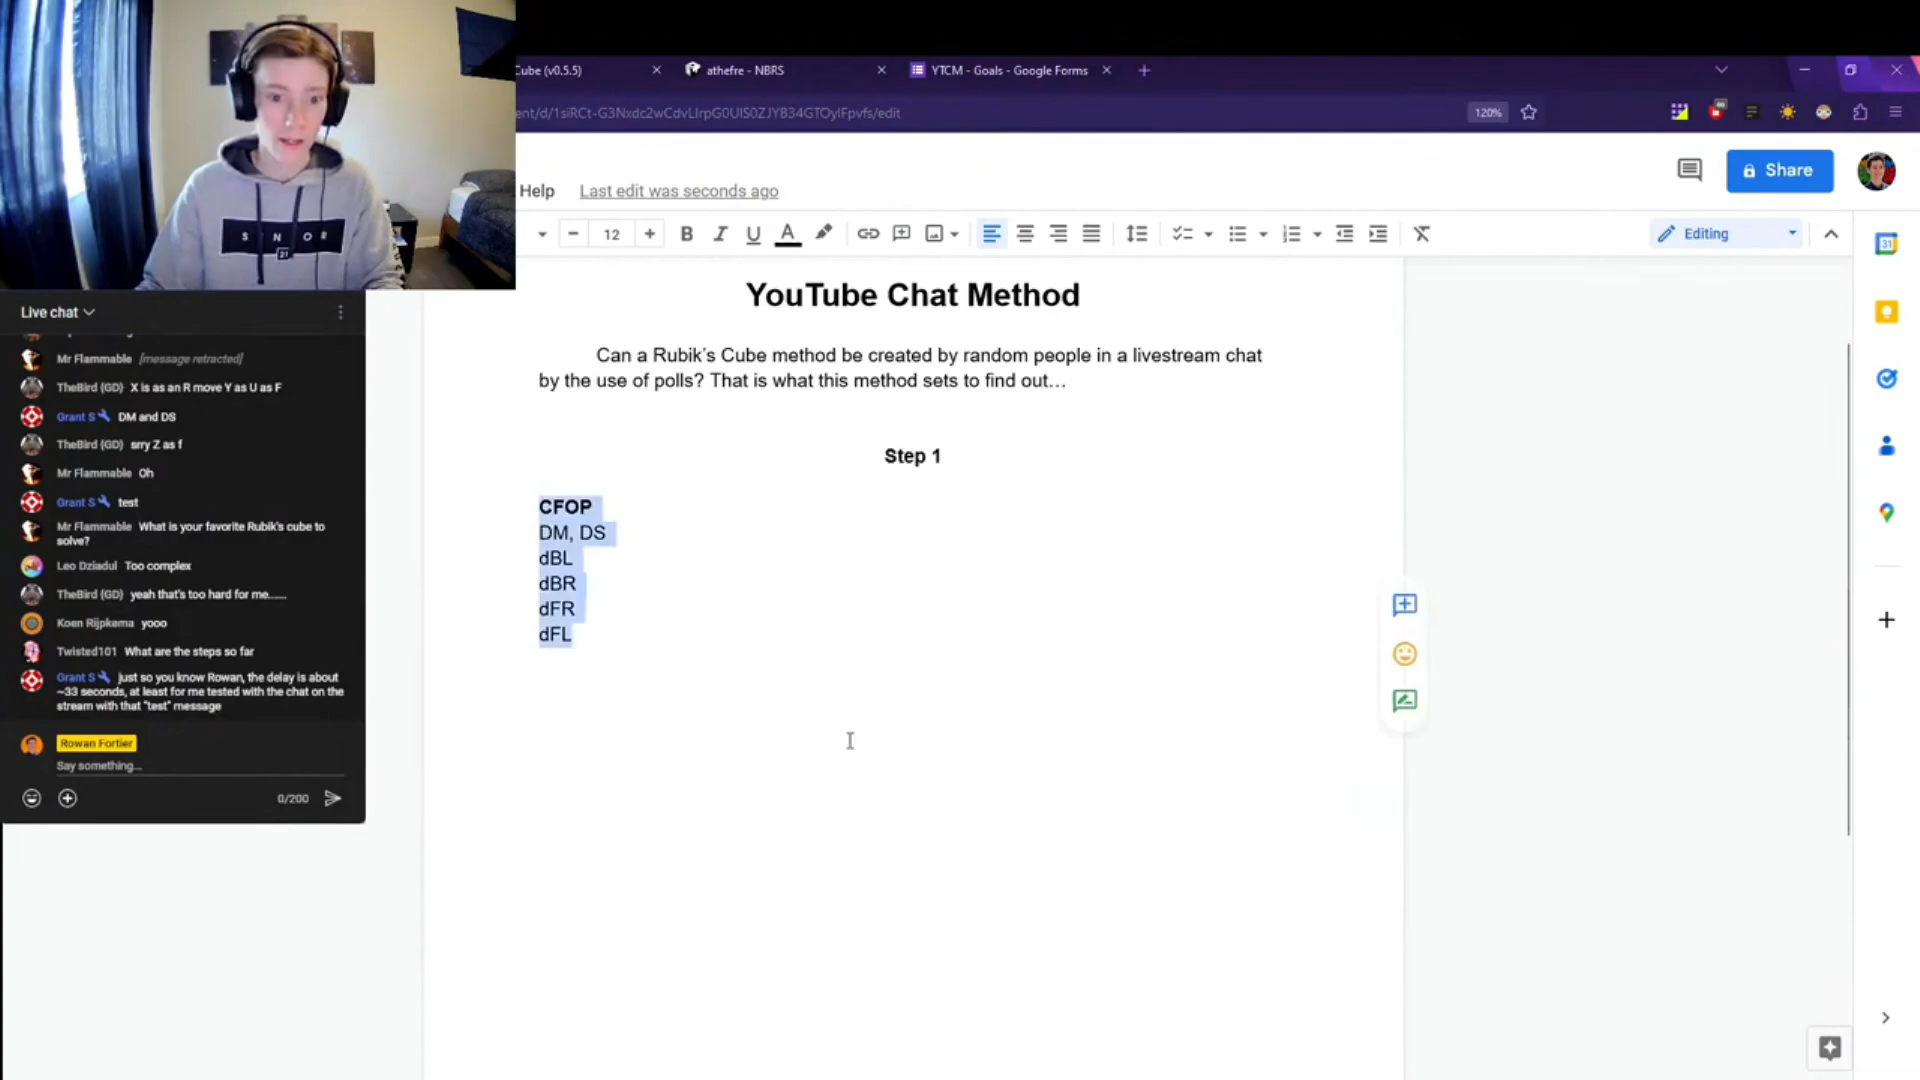 Cube (v0.5.5)
athefre - NBRS
YTCM - Goals - Google Forms
120%
Help
Last edit was seconds ago
Share
12
B I U A
Editing
31
S N O R
21
Live chat
Mr Flammable [message retracted]
TheBird {GD} X is as an R move Y as U as F
Grant S DM and DS
TheBird {GD} srry Z as f
Mr Flammable Oh
Grant S test
Mr Flammable What is your favorite Rubik's cube to
solve?
Leo Dziadul Too complex
TheBird {GD} yeah that's too hard for me......
Koen Rijpkema yooo
Twisted101 What are the steps so far
Grant S just so you know Rowan, the delay is about
~33 seconds, at least for me tested with the chat on the
stream with that "test" message
Rowan Fortier
Say something...
0/200
YouTube Chat Method
Can a Rubik's Cube method be created by random people in a livestream chat
by the use of polls? That is what this method sets to find out...
Step 1
CFOP
DM, DS
dBL
dBR
dFR
dFL